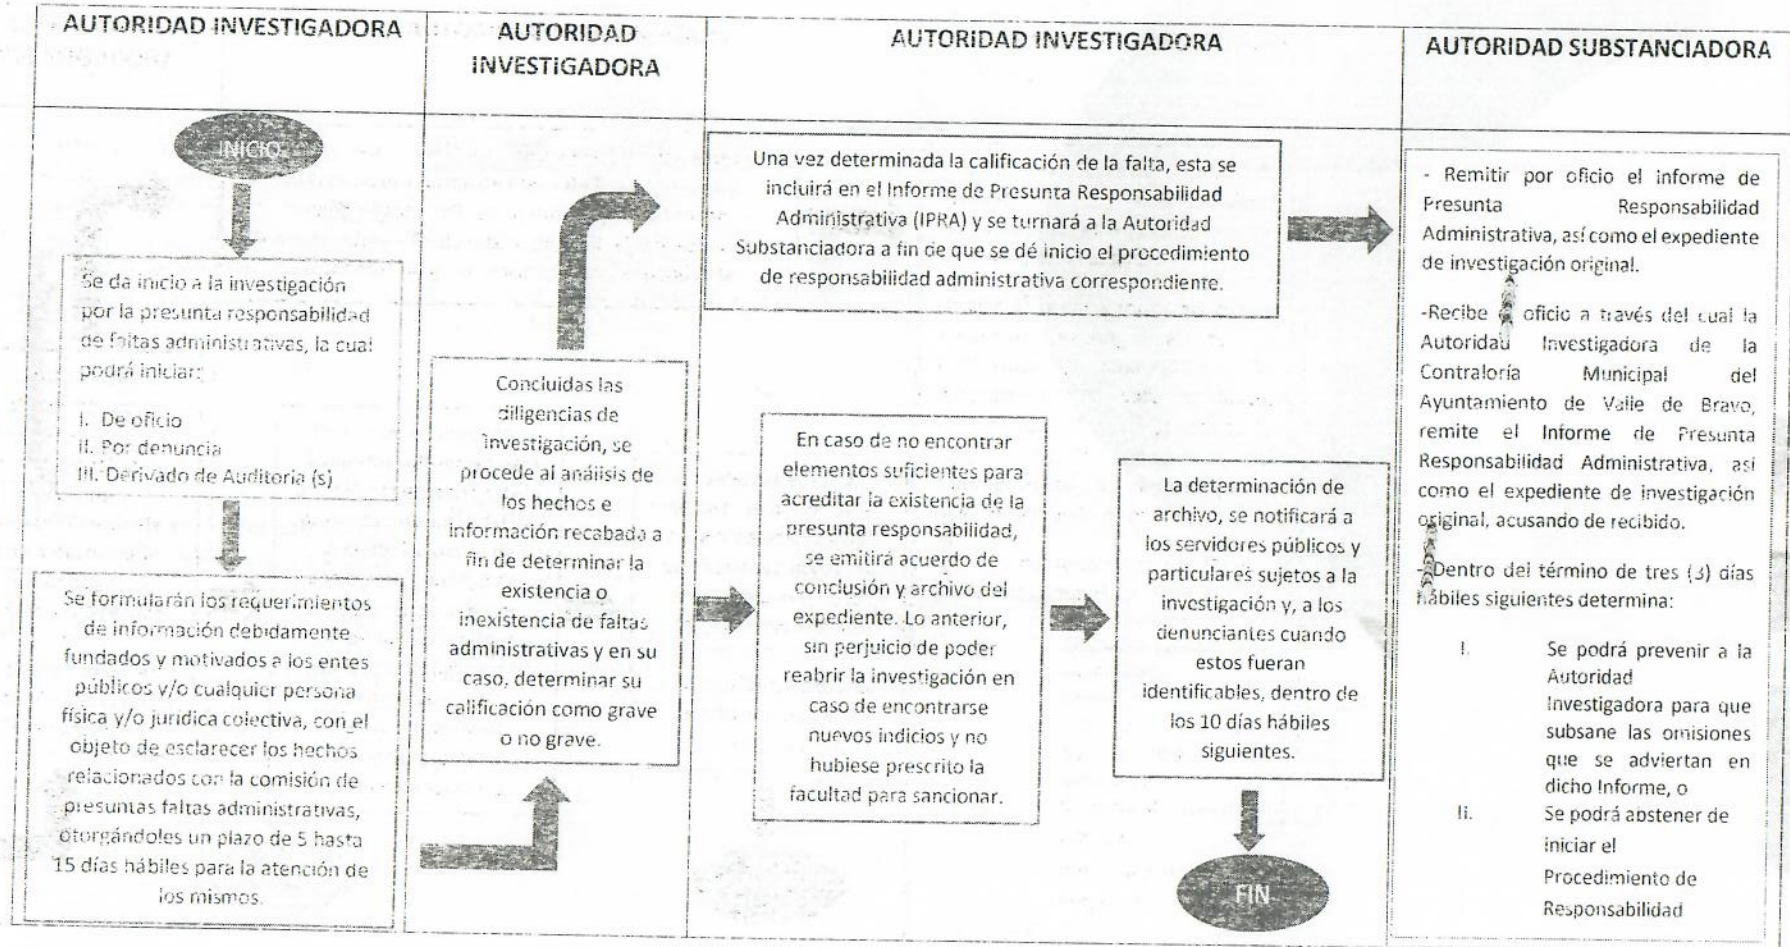 AUTORIDAD INVESTIGADORA
INICIO
Se da inicio a la investigación
por la presunta responsabilidad
de faltas administrativas, la cual
podrá iniciar:
I. De oficio
II. Por denuncia
III. Derivado de Auditoria (s)
Se formularán los requerimientos
de información debidamente
fundados y motivados a los entes
públicos y/o cualquier persona
física y/o jurídica colectiva, con el
objeto de esclarecer los hechos
relacionados con la comisión de
presuntas faltas administrativas,
otorgándoles un plazo de 5 hasta
15 días hábiles para la atención de
los mismos.
AUTORIDAD
INVESTIGADORA
Concluidas las
diligencias de
investigación, se
procede al análisis de
los hechos e
información recabada a
fin de determinar la
existencia o
inexistencia de faltas
administrativas y en su
caso, determinar su
calificación como grave
o no grave.
AUTORIDAD INVESTIGADORA
Una vez determinada la calificación de la falta, esta se
incluirá en el Informe de Presunta Responsabilidad
Administrativa (IPRA) y se turnará a la Autoridad
Substanciadora a fin de que se dé inicio el procedimiento
de responsabilidad administrativa correspondiente.
En caso de no encontrar
elementos suficientes para
acreditar la existencia de la
presunta responsabilidad,
se emitirá acuerdo de
conclusión y archivo del
expediente. Lo anterior,
sin perjuicio de poder
reabrir la investigación en
caso de encontrarse
nuevos indicios y no
hubiese prescrito la
facultad para sancionar.
La determinación de
archivo, se notificará a
los servidores públicos y
particulares sujetos a la
investigación y, a los
denunciantes cuando
estos fueran
identificables, dentro de
los 10 días hábiles
siguientes.
FIN
AUTORIDAD SUBSTANCIADORA
- Remitir por oficio el informe de
Presunta Responsabilidad
Administrativa, así como el expediente
de investigación original.
-Recibe oficio a través del cual la
Autoridad Investigadora de la
Contraloría Municipal del
Ayuntamiento de Valle de Bravo,
remite el Informe de Presunta
Responsabilidad Administrativa, así
como el expediente de investigación
original, acusando de recibido.
- Dentro del término de tres (3) días
hábiles siguientes determina:
I. Se podrá prevenir a la
Autoridad
Investigadora para que
subsane las omisiones
que se adviertan en
dicho Informe, o
II. Se podrá abstener de
iniciar el
Procedimiento de
Responsabilidad